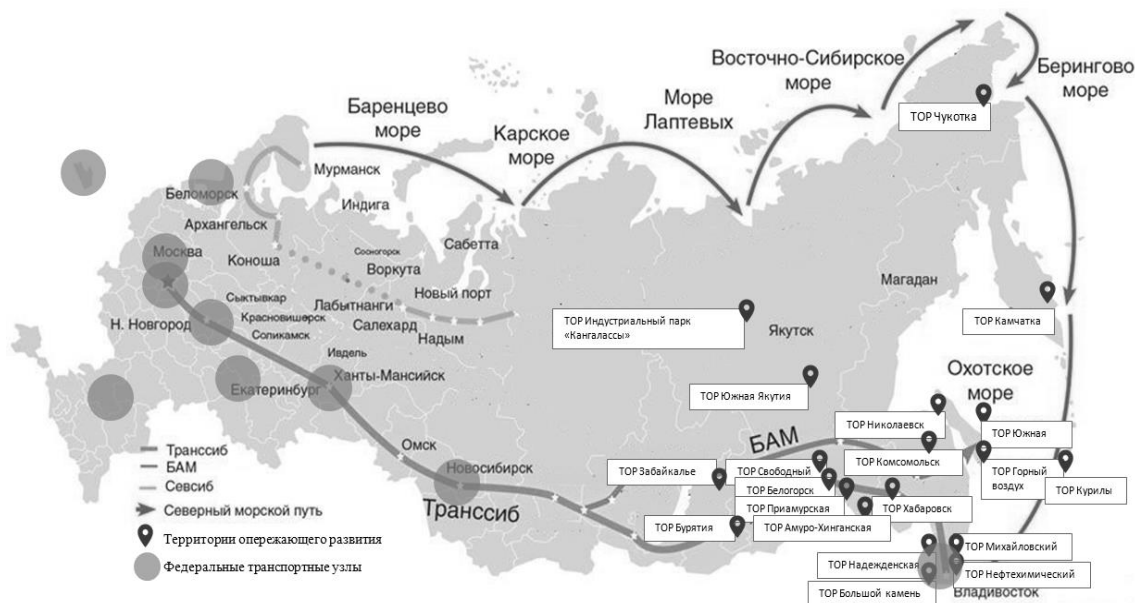 Восточно-Сибирское
море
Берингово
море
Море
Лаптевых
Баренцево
море
Карское
море
ТОР Чукотка
Мурманск
Беломорск
Индига
Архангельск
Сабетта
Москва
Коноша
Сосногорск
Воркута
Магадан
Новый порт
Сыктывкар
Лабытнанги
Н. Новгород
Красновишерск
Соликамск
Салехард
Надым
ТОР Индустриальный парк
«Кангалассы»
Якутск
ТОР Камчатка
Ивдель
Ханты-Мансийск
Екатеринбург
ТОР Южная Якутия
Охотское
море
ТОР Николаевск
ТОР Южная
БАМ
Омск
Новосибирск
ТОР Забайкалье
ТОР Свободный
ТОР Комсомольск
ТОР Горный
воздух
ТОР Курилы
ТОР Белогорск
ТОР Приамурская
ТОР Хабаровск
Транссиб
ТОР Бурятия
ТОР Амуро-Хинганская
ТОР Михайловский
ТОР Надежденская
ТОР Нефтехимический
ТОР Большой камень
Владивосток
Транссиб
БАМ
Севсиб
Северный морской путь
Территории опережающего развития
Федеральные транспортные узлы